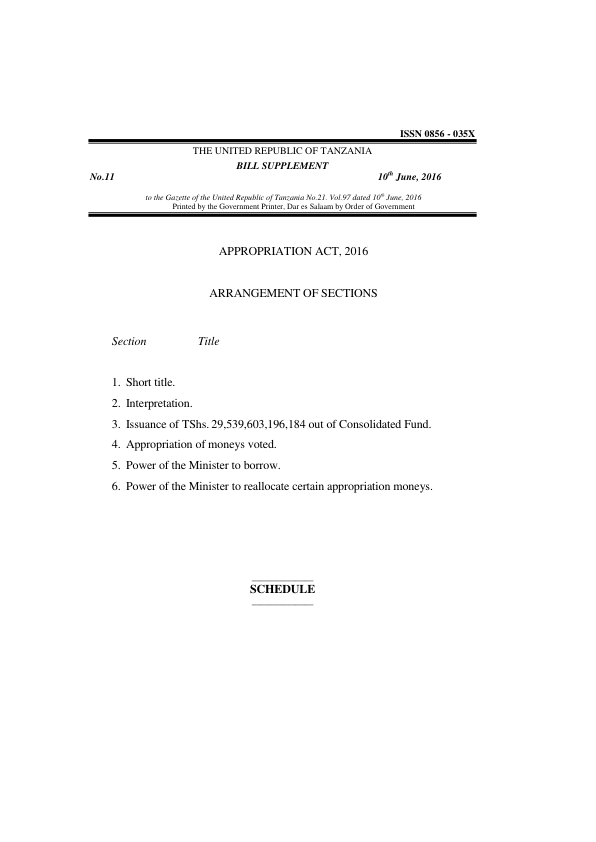 ISSN 0856 - 035X
THE UNITED REPUBLIC OF TANZANIA
BILL SUPPLEMENT
No.11 10th June, 2016
to the Gazette of the United Republic of Tanzania No.21. Vol.97 dated 10th June, 2016
Printed by the Government Printer, Dar es Salaam by Order of Government
APPROPRIATION ACT, 2016
ARRANGEMENT OF SECTIONS
Section Title
1. Short title.
2. Interpretation.
3. Issuance of TShs. 29,539,603,196,184 out of Consolidated Fund.
4. Appropriation of moneys voted.
5. Power of the Minister to borrow.
6. Power of the Minister to reallocate certain appropriation moneys.
SCHEDULE